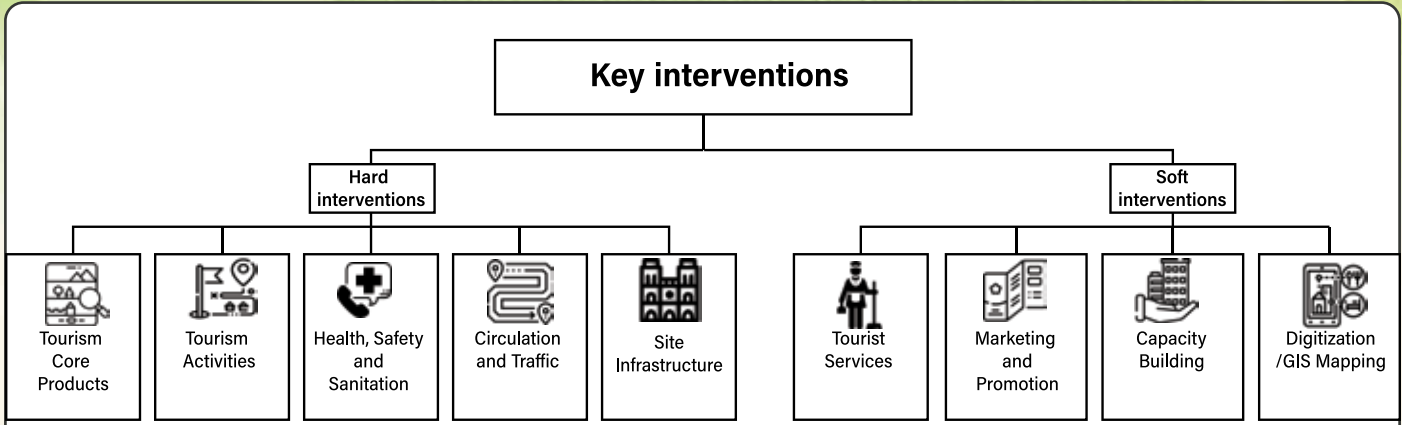 Key interventions
Hard
interventions
Soft
interventions
Tourism
Core
Products
Tourism
Activities
Health, Safety
and
Sanitation
Circulation
and Traffic
Site
Infrastructure
Tourist
Services
Marketing
and
Promotion
Capacity
Building
Digitization
/GIS Mapping